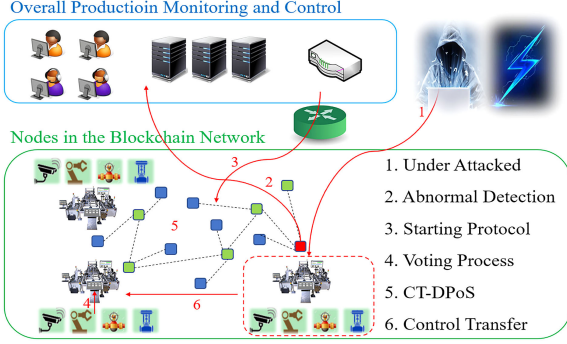 Overall Productioin Monitoring and Control
1
Nodes in the Blockchain Network
3
2
5
4
6
1. Under Attacked
2. Abnormal Detection
3. Starting Protocol
4. Voting Process
5. CT-DPoS
6. Control Transfer